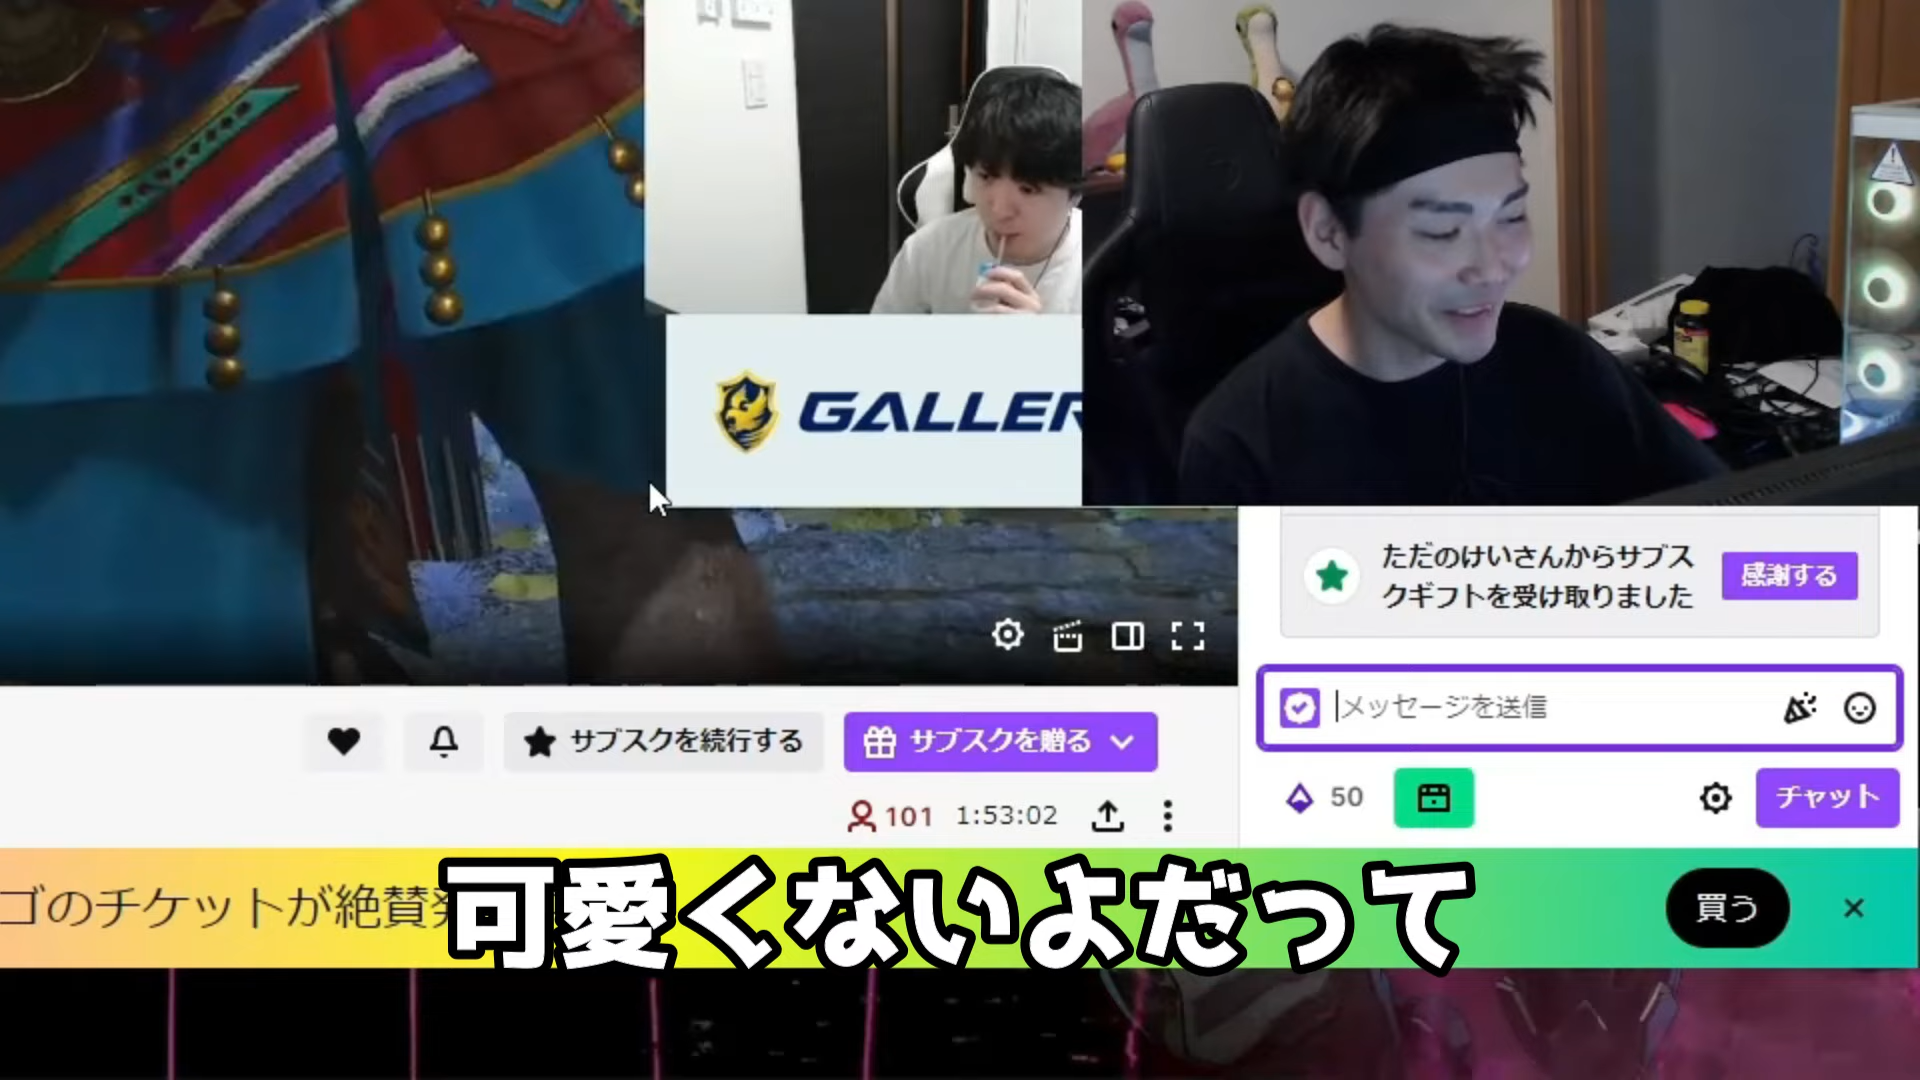 GALLER
ただのけいさんからサブス
クギフトを受け取りました
感謝する
メッセージを送信
サブスクを続行する
サブスクを贈る
50
チャット
101
1:53:02
ゴのチケットが絶賛
買う
可愛くないよだって